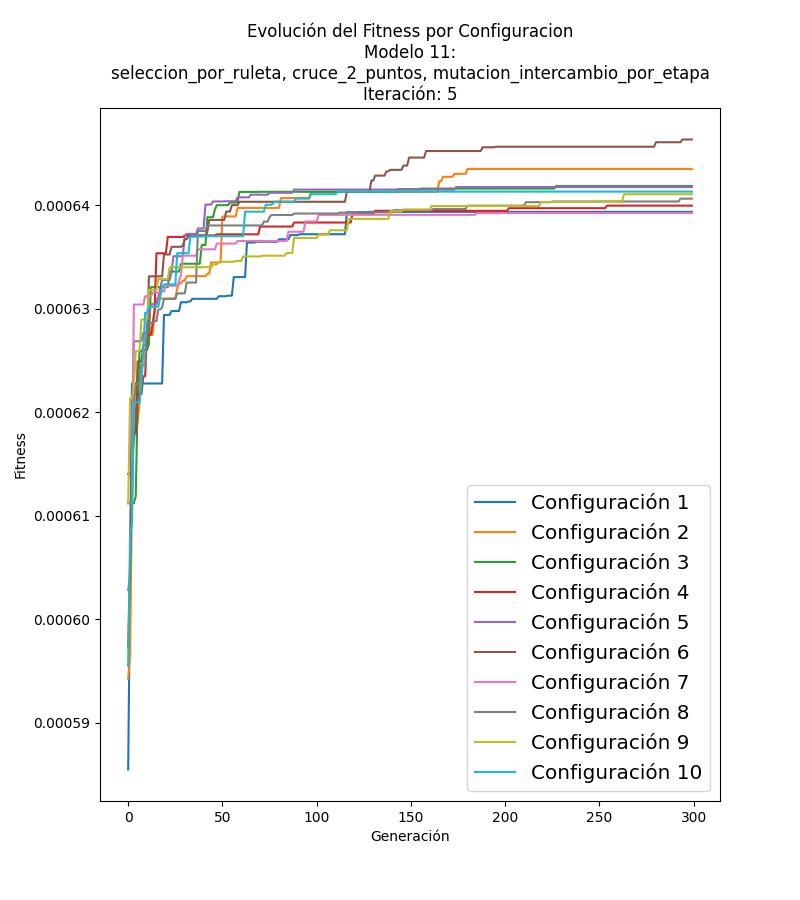 Evolución del Fitness por Configuracion
Modelo 11:
seleccion_por_ruleta, cruce_2_puntos, mutacion_intercambio_por_etapa
Iteración: 5
Fitness
0.00064
0.00063
0.00062
0.00061
0.00060
0.00059
Configuración 1
Configuración 2
Configuración 3
Configuración 4
Configuración 5
Configuración 6
Configuración 7
Configuración 8
Configuración 9
Configuración 10
0 50 100 150 200 250 300
Generación